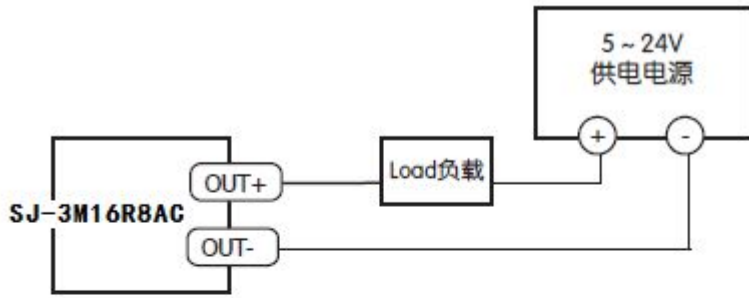 5~24V
供电电源
+ -
OUT+
Load负载
SJ-3M16R8AC
OUT-